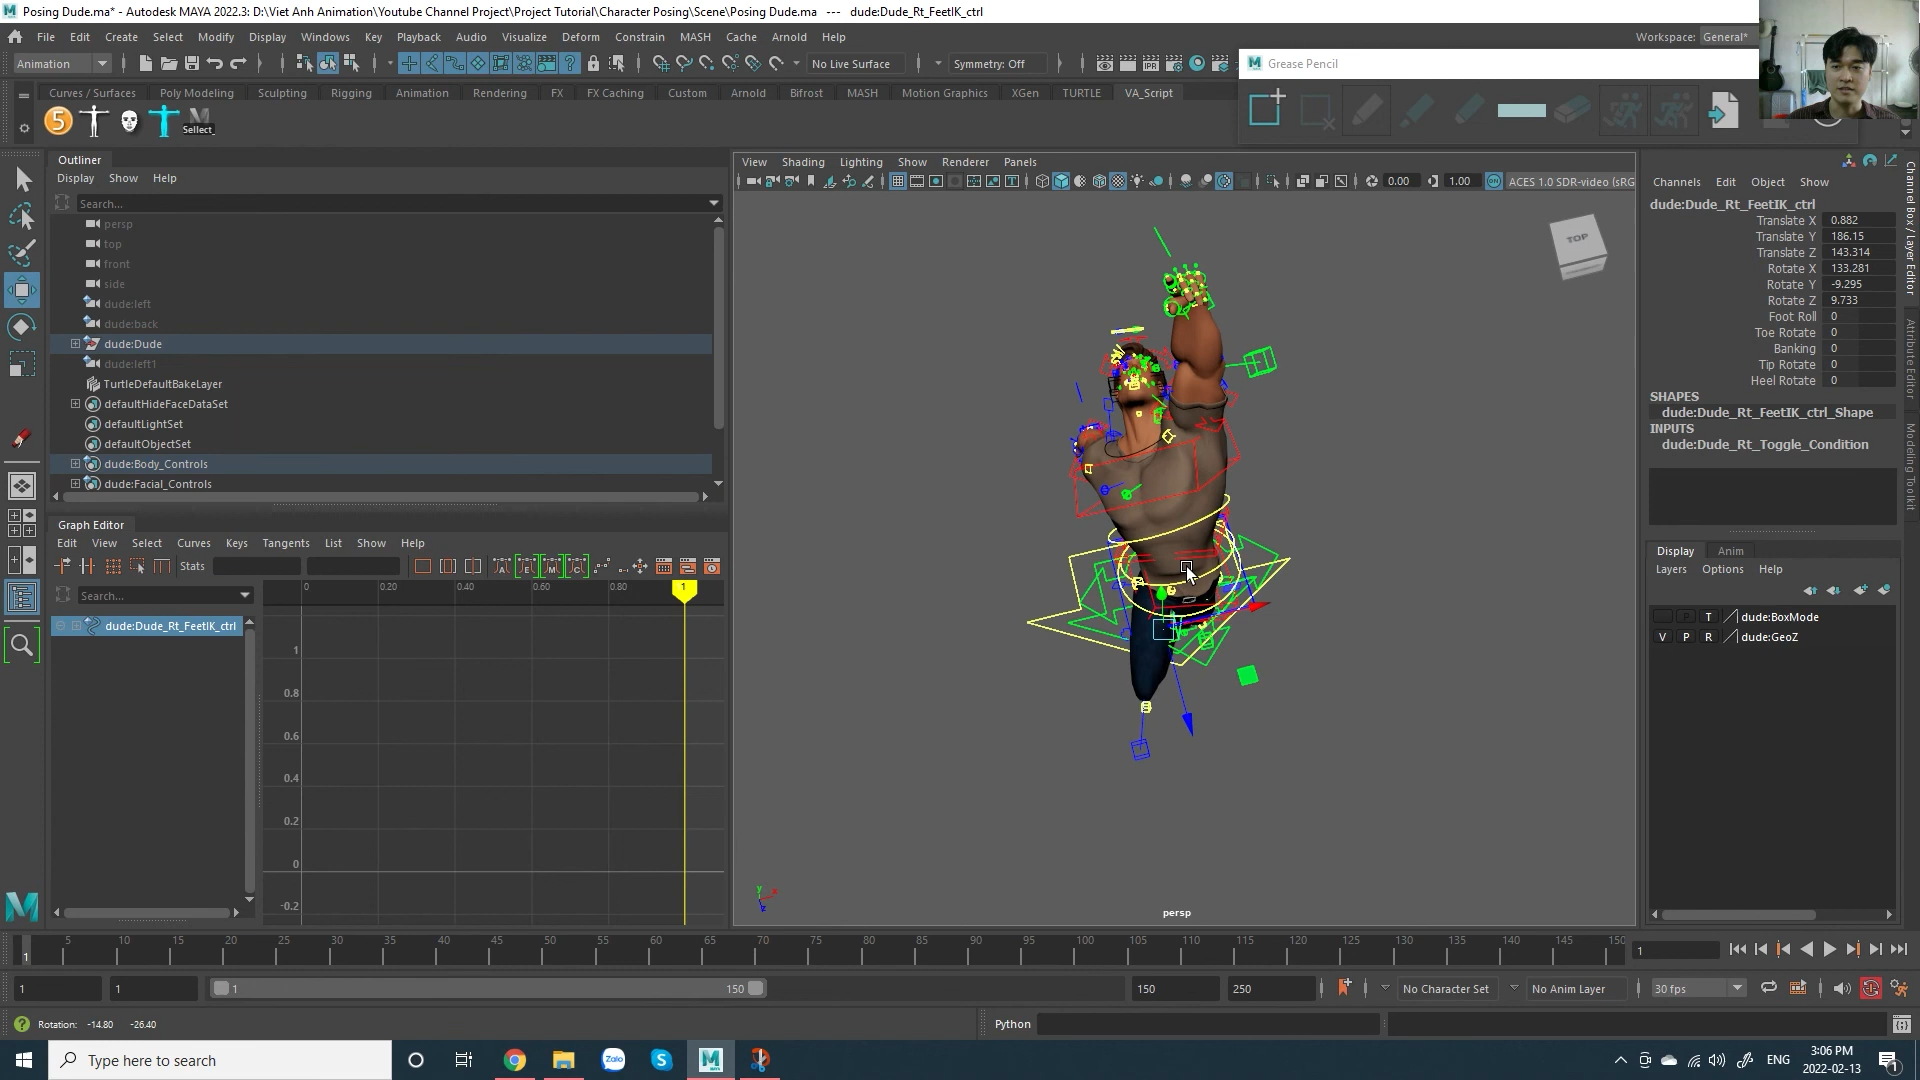 Posing Dude.ma* - Autodesk MAYA 2022.3: D:\Viet Anh Animation\Youtube Channel Project\Project Tutorial\Character Posing\Scene\Posing Dude.ma --- dude:Dude_Rt_FeetIK_ctrl
File Edit Create Select Modify Display Windows Key Playback Audio Visualize Deform Constrain MASH Cache Arnold Help
Workspace: General*
Animation
No Live Surface
Symmetry: Off
Grease Pencil
Curves / Surfaces Poly Modeling Sculpting Rigging Animation Rendering FX FX Caching Custom Arnold Bifrost MASH Motion Graphics XGen TURTLE VA_Script
5
Sellect_
Outliner
Display Show Help
Search...
persp
top
front
side
dude:left
dude:back
dude:Dude
dude:left1
TurtleDefaultBakeLayer
defaultHideFaceDataSet
defaultLightSet
defaultObjectSet
dude:Body_Controls
dude:Facial_Controls
View Shading Lighting Show Renderer Panels
0.00
1.00
ACES 1.0 SDR-video (sRG
TOP
persp
Channels Edit Object Show
dude:Dude_Rt_FeetIK_ctrl
Translate X 0.882
Translate Y 186.15
Translate Z 143.314
Rotate X 133.281
Rotate Y -9.295
Rotate Z 9.733
Foot Roll 0
Toe Rotate 0
Banking 0
Tip Rotate 0
Heel Rotate 0
SHAPES
dude:Dude_Rt_FeetIK_ctrl_Shape
INPUTS
dude:Dude_Rt_Toggle_Condition
Channel Box / Layer Editor
Attribute Editor
Modeling Toolkit
Display Anim
Layers Options Help
P T dude:BoxMode
V P R dude:GeoZ
Graph Editor
Edit View Select Curves Keys Tangents List Show Help
Stats
Search...
dude:Dude_Rt_FeetIK_ctrl
0 0.20 0.40 0.60 0.80 1
1
0.8
0.6
0.4
0.2
0
-0.2
5 10 15 20 25 30 35 40 45 50 55 60 65 70 75 80 85 90 95 100 105 110 115 120 125 130 135 140 145 150
1
1
1 1 1 150 150 250
No Character Set
No Anim Layer
30 fps
Rotation: -14.80 -26.40
Python
Type here to search
Zalo
ENG
3:06 PM
2022-02-13